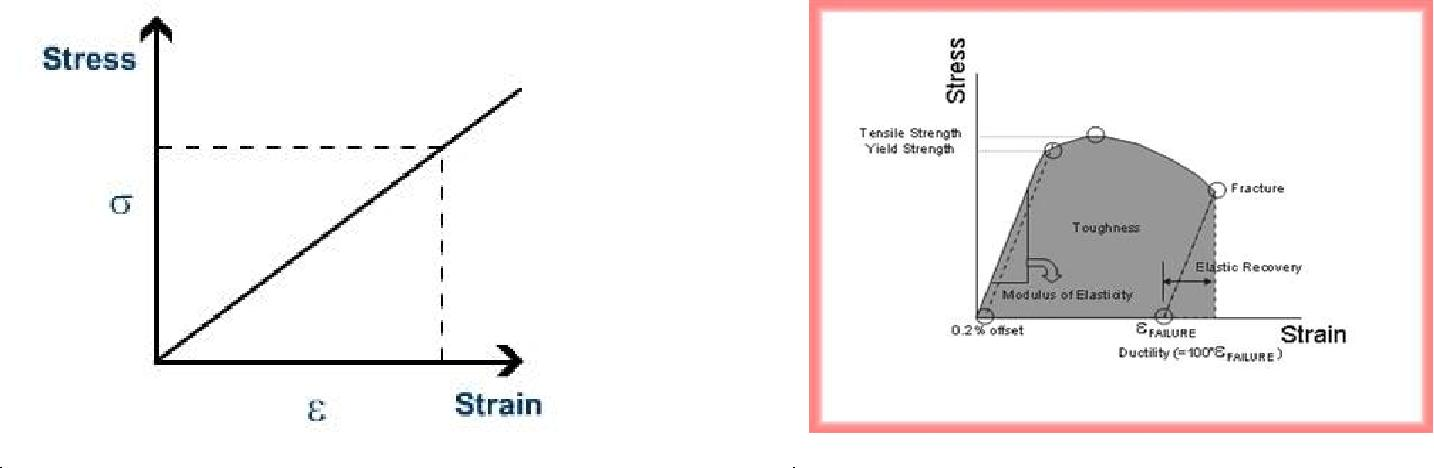 Stress
σ
ε
Strain
Stress
Tensile Strength
Yield Strength
Fracture
Toughness
Elastic Recovery
Modulus of Elasticity
0.2% offset
εFAILURE
Strain
Ductility (=100*εFAILURE)